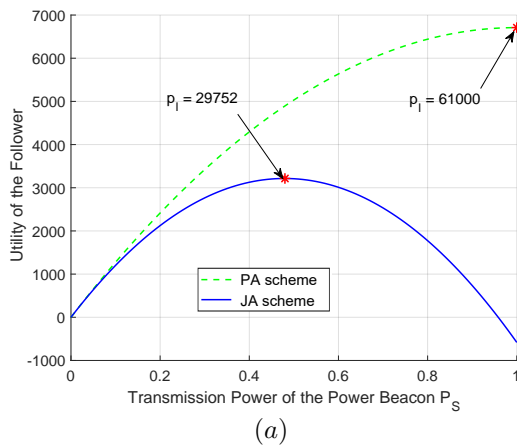 7000
6000
5000
4000
3000
2000
1000
0
-1000
Utility of the Follower
p_l = 29752
p_l = 61000
PA scheme
JA scheme
0 0.2 0.4 0.6 0.8 1
Transmission Power of the Power Beacon P_S
(a)